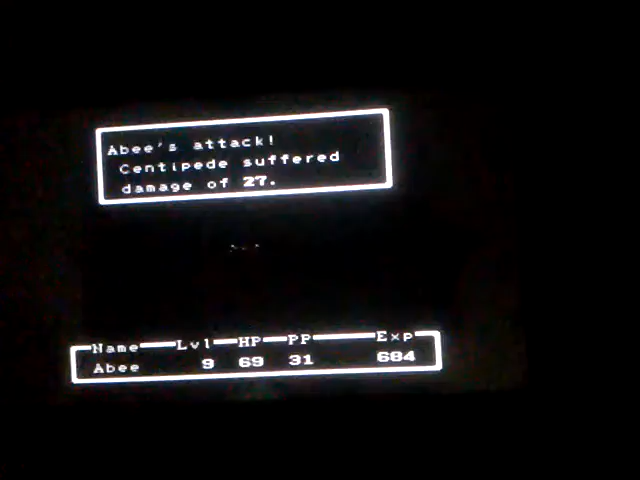 Abee's attack!
Centipede suffered
damage of 27.
Name Lvl HP PP Exp
Abee 9 69 31 684